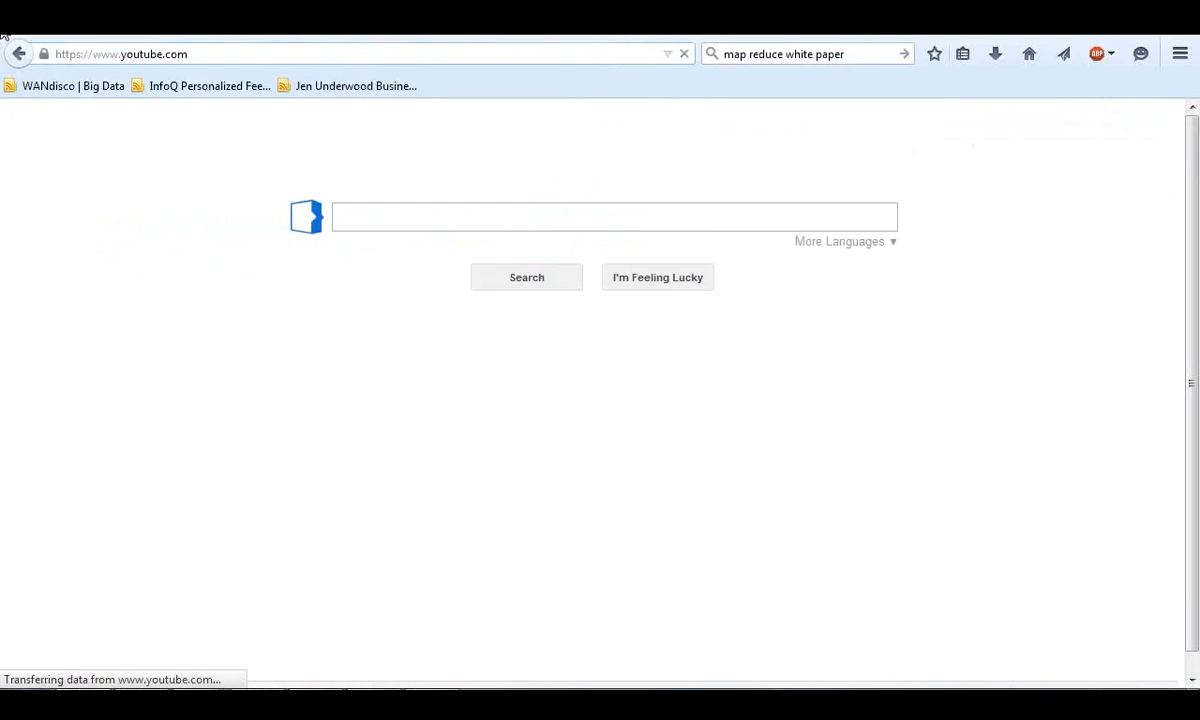 https://www.youtube.com
map reduce white paper
ABP
WANdisco | Big Data
InfoQ Personalized Fee...
Jen Underwood Busine...
More Languages ▼
Search
I'm Feeling Lucky
Transferring data from www.youtube.com...